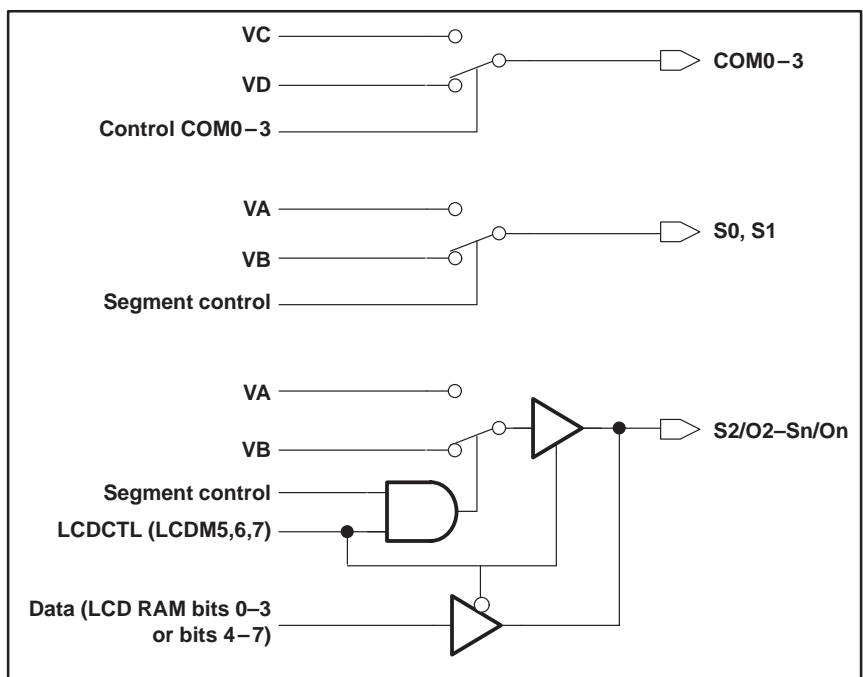 VC
COM0–3
VD
Control COM0–3
VA
S0, S1
VB
Segment control
VA
S2/O2–Sn/On
VB
Segment control
LCDCTL (LCDM5,6,7)
Data (LCD RAM bits 0–3
or bits 4–7)